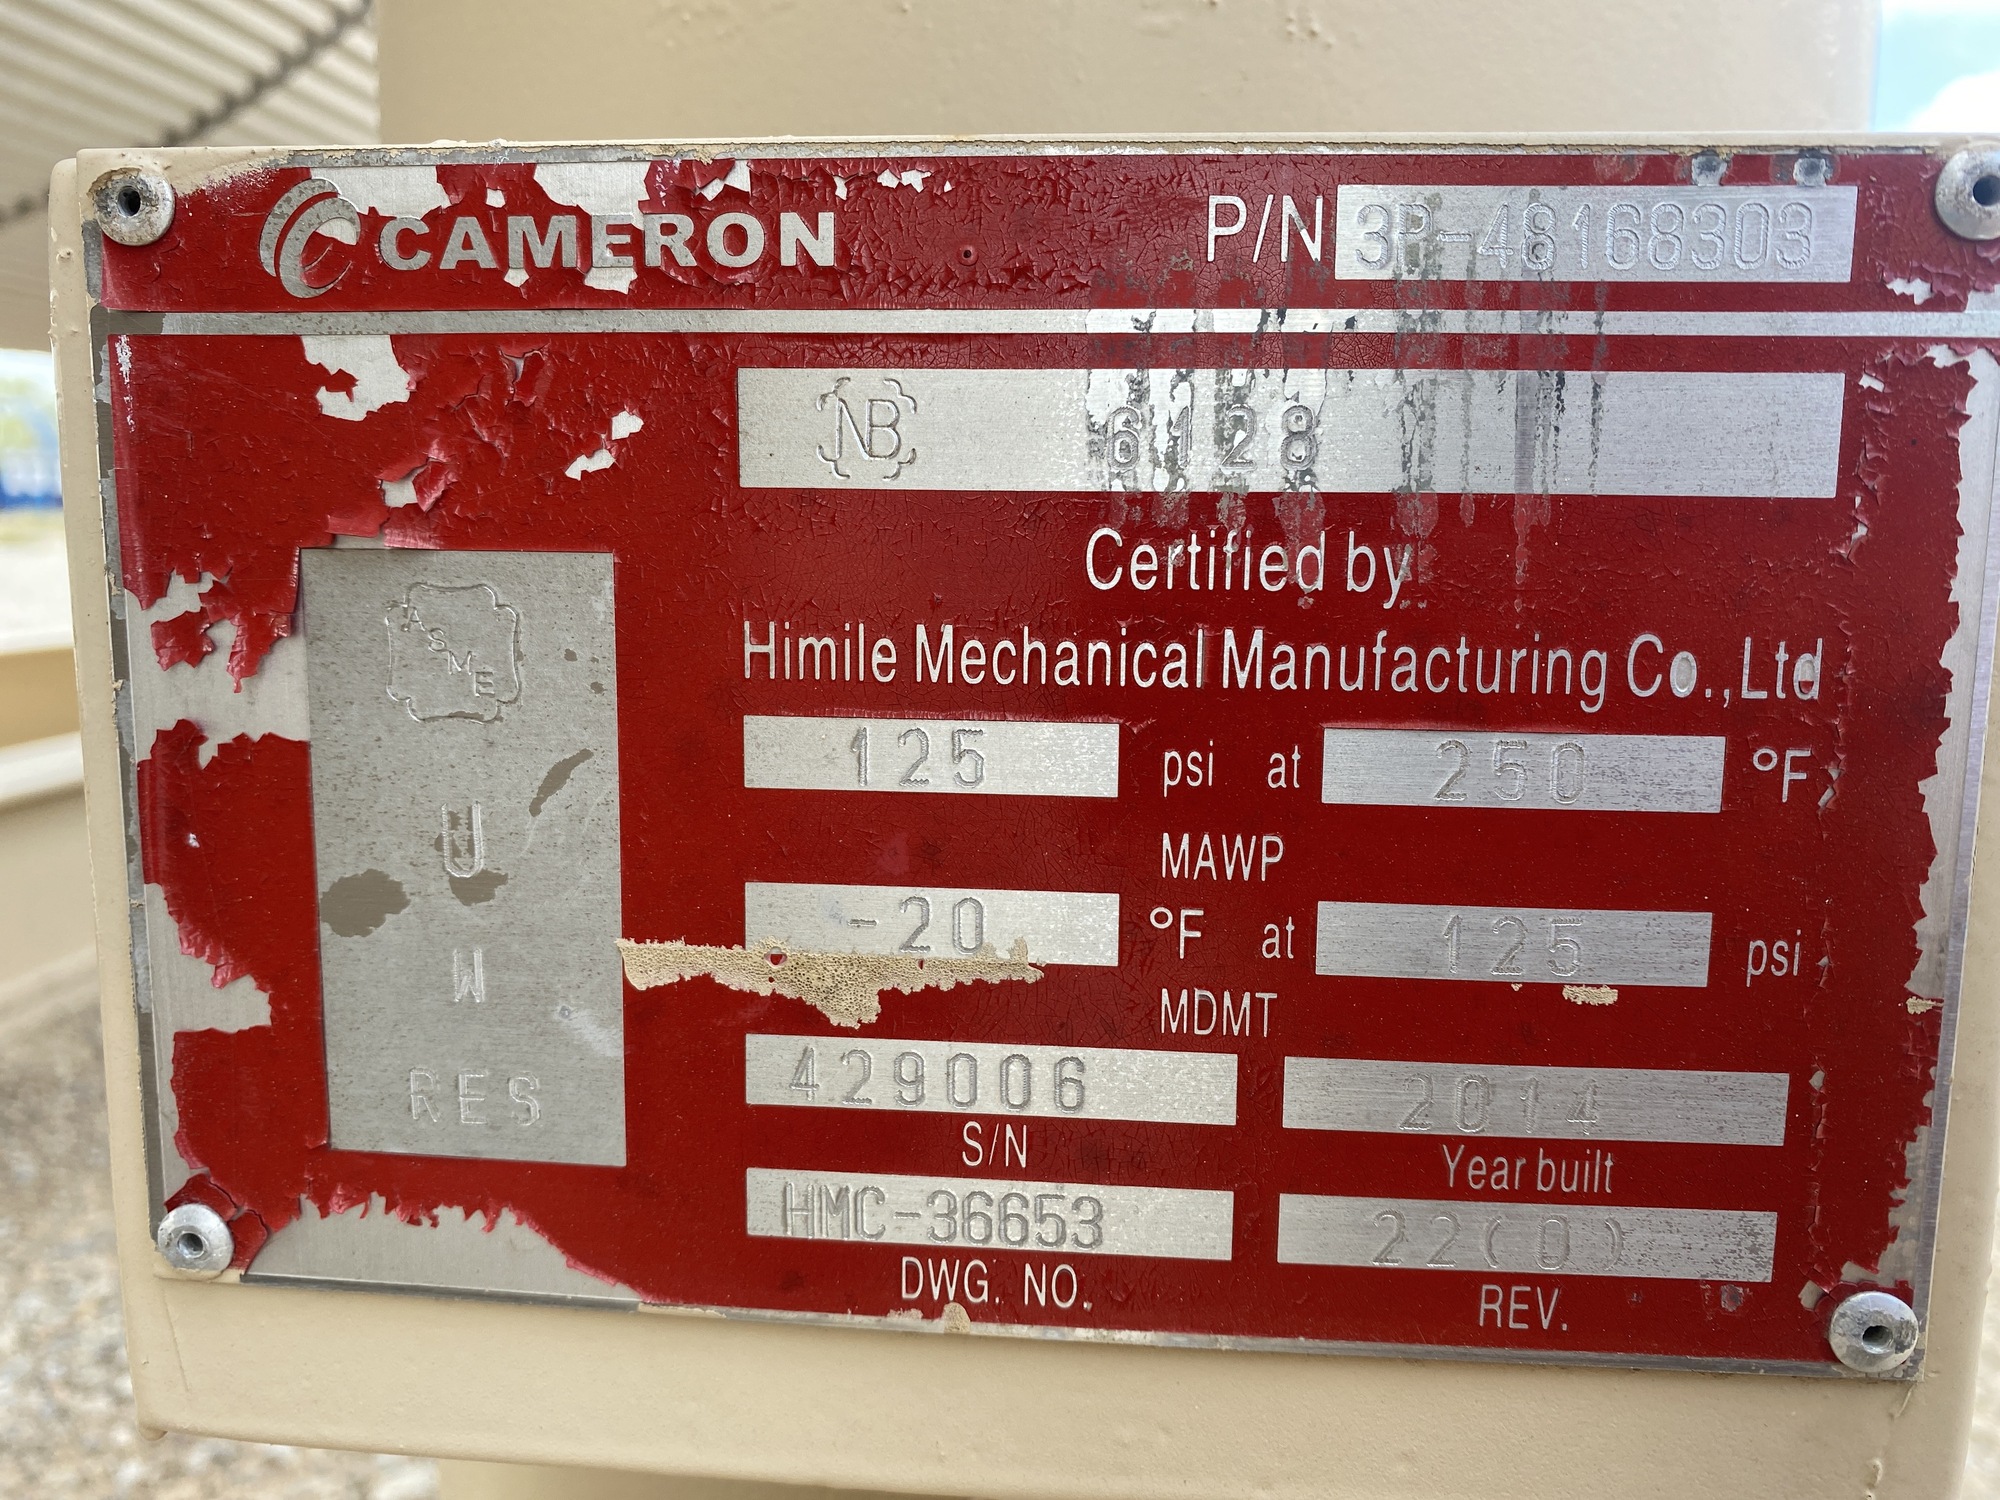 CAMERON P/N 3P-48168303
NB 6128
Certified by
Himile Mechanical Manufacturing Co.,Ltd
ASME
U
W
RES
125 psi at 250 °F
MAWP
-20 °F at 125 psi
MDMT
429006 2014
S/N Year built
HMC-36653 22(0)
DWG. NO. REV.